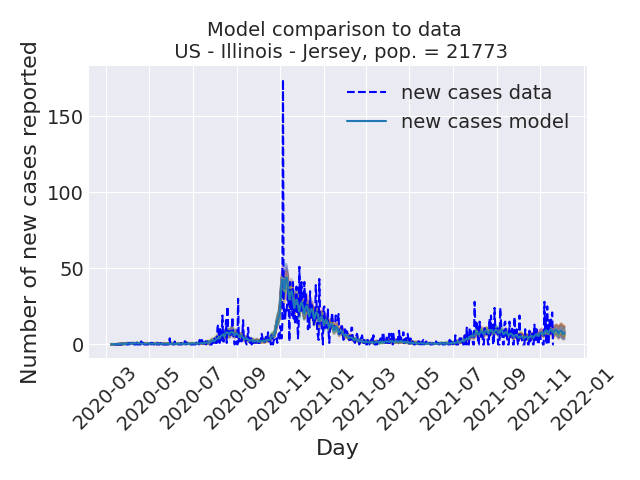 Model comparison to data
US - Illinois - Jersey, pop. = 21773
Number of new cases reported
150
100
50
0
new cases data
new cases model
2020-03
2020-05
2020-07
2020-09
2020-11
2021-01
2021-03
2021-05
2021-07
2021-09
2021-11
2022-01
Day